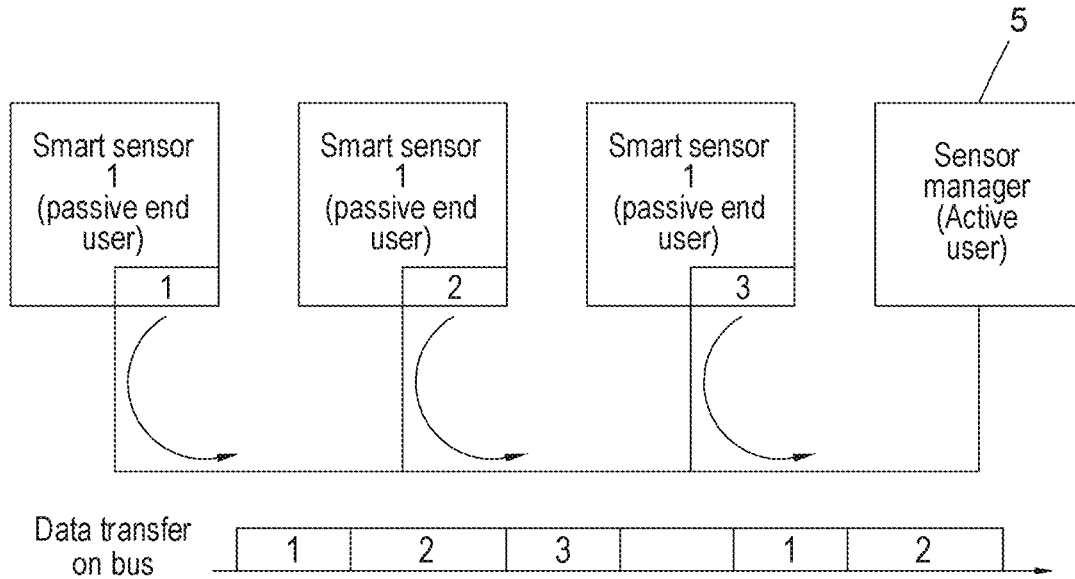 5
Smart sensor
1
(passive end
user)
1
Smart sensor
1
(passive end
user)
2
Smart sensor
1
(passive end
user)
3
Sensor
manager
(Active
user)
Data transfer
on bus
1 2 3 1 2